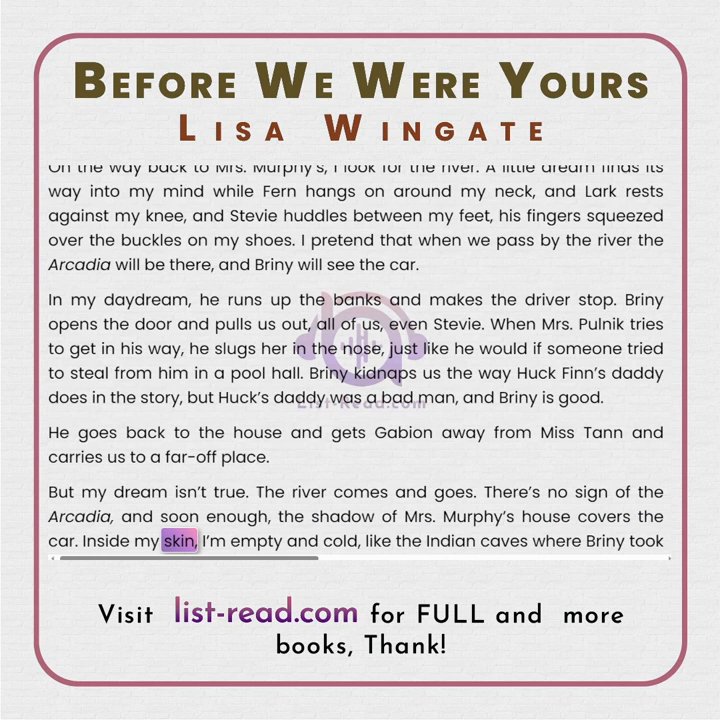 BEFORE WE WERE YOURS
LISA WINGATE
On the way back to Mrs. Murphy's, I look for the river. A little dream finds its
way into my mind while Fern hangs on around my neck, and Lark rests
against my knee, and Stevie huddles between my feet, his fingers squeezed
over the buckles on my shoes. I pretend that when we pass by the river the
Arcadia will be there, and Briny will see the car.
In my daydream, he runs up the banks and makes the driver stop. Briny
opens the door and pulls us out, all of us, even Stevie. When Mrs. Pulnik tries
to get in his way, he slugs her in the nose, just like he would if someone tried
to steal from him in a pool hall. Briny kidnaps us the way Huck Finn's daddy
does in the story, but Huck's daddy was a bad man, and Briny is good.
List-Read.com
He goes back to the house and gets Gabion away from Miss Tann and
carries us to a far-off place.
But my dream isn't true. The river comes and goes. There's no sign of the
Arcadia, and soon enough, the shadow of Mrs. Murphy's house covers the
car. Inside my skin, I'm empty and cold, like the Indian caves where Briny took
Visit list-read.com for FULL and more
books, Thank!